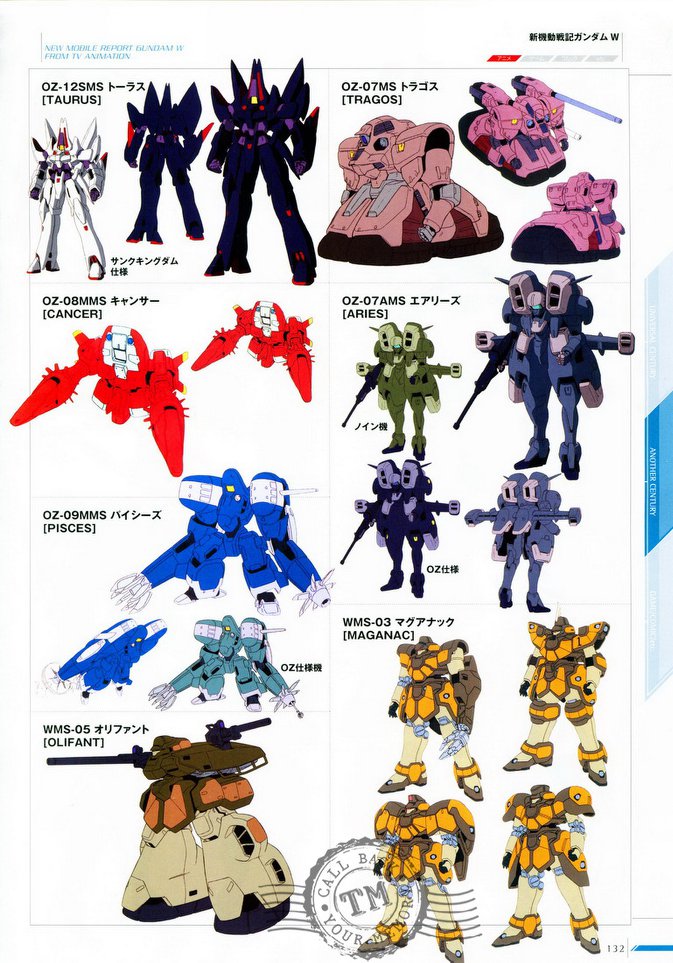 NEW MOBILE REPORT GUNDAM W
FROM TV ANIMATION
新機動戦記ガンダム W
アニメ
OZ-12SMS トーラス
[TAURUS]
サンクキングダム
仕様
OZ-07MS トラゴス
[TRAGOS]
OZ-08MMS キャンサー
[CANCER]
OZ-07AMS エアリーズ
[ARIES]
ノイン機
OZ仕様
OZ-09MMS パイシーズ
[PISCES]
OZ仕様機
WMS-03 マグアナック
[MAGANAC]
WMS-05 オリファント
[OLIFANT]
UNIVERSAL CENTURY
ANOTHER CENTURY
CALL BA
TM
YOUR MEMOR
132